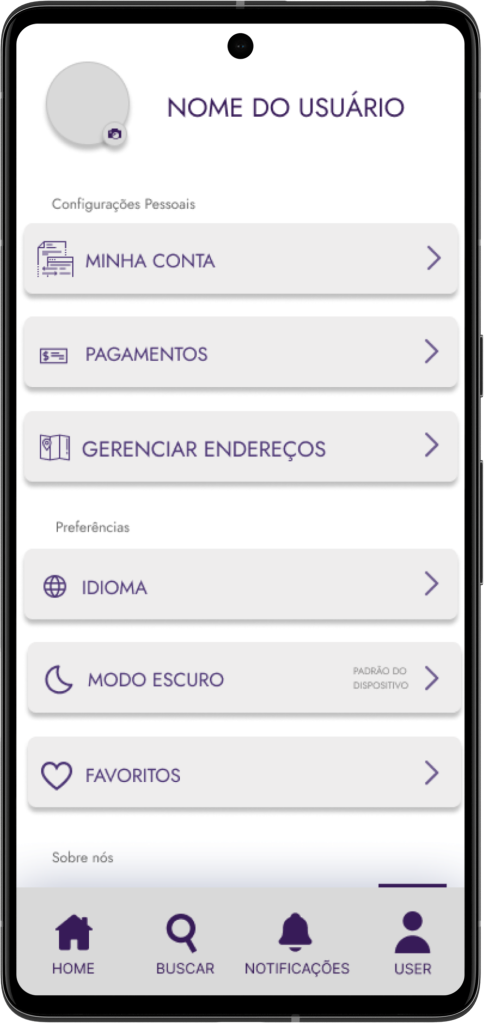 NOME DO USUÁRIO
Configurações Pessoais
MINHA CONTA
PAGAMENTOS
GERENCIAR ENDEREÇOS
Preferências
IDIOMA
MODO ESCURO
PADRÃO DO
DISPOSITIVO
FAVORITOS
Sobre nós
HOME
BUSCAR
NOTIFICAÇÕES
USER